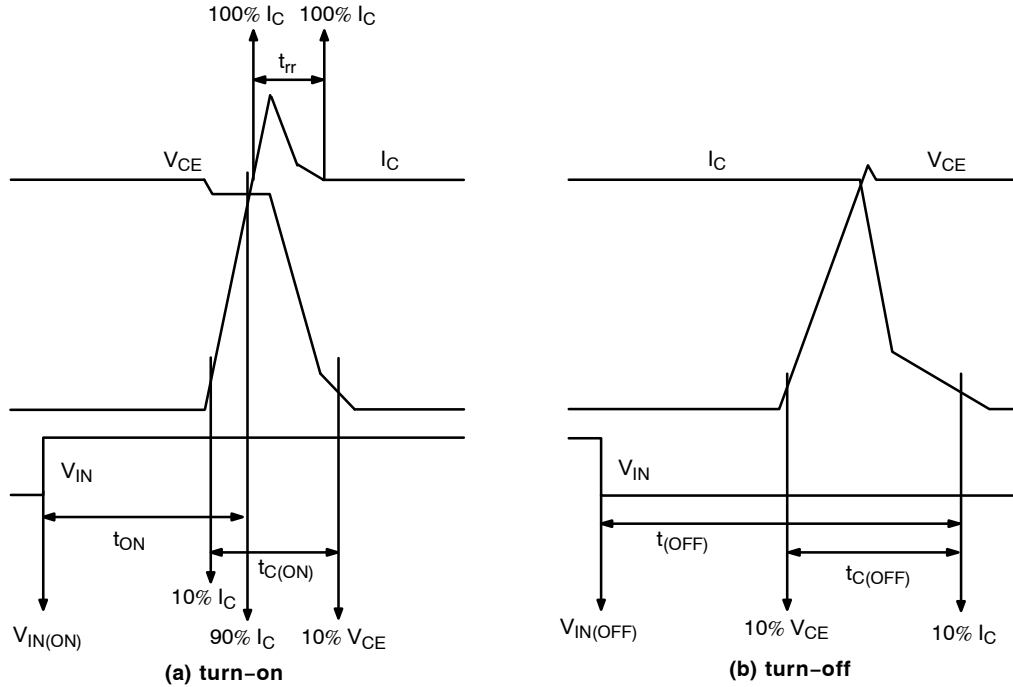 100% I_C 100% I_C
t_rr
V_CE I_C
I_C V_CE
V_IN
V_IN
t_ON
t_C(ON)
t_(OFF)
t_C(OFF)
10% I_C
V_IN(ON)
90% I_C
10% V_CE
V_IN(OFF)
10% V_CE
10% I_C
(a) turn−on
(b) turn−off